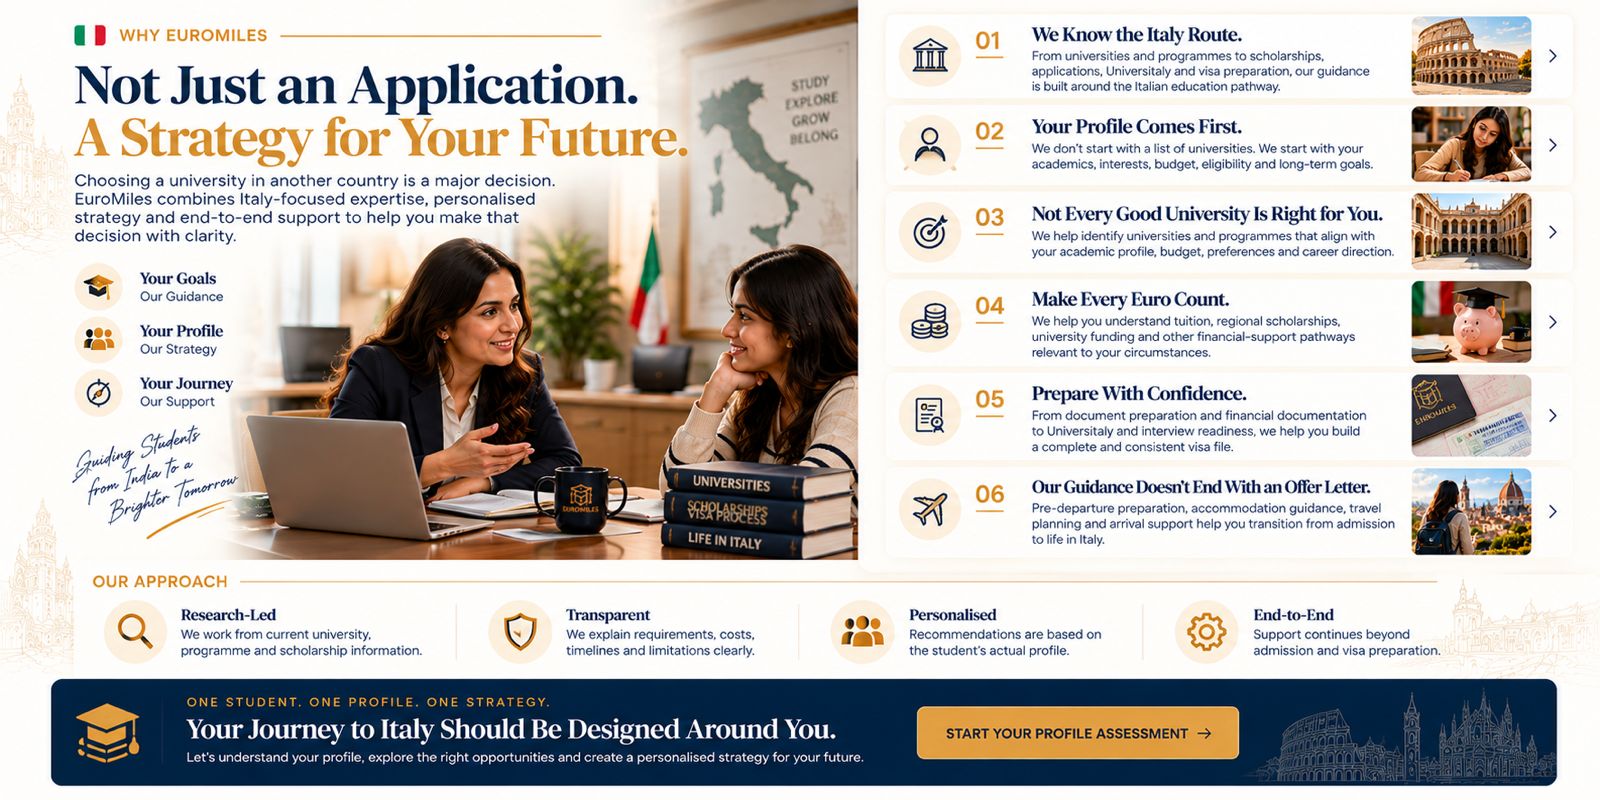 WHY EUROMILES
Not Just an Application.
A Strategy for Your Future.
Choosing a university in another country is a major decision.
EuroMiles combines Italy-focused expertise, personalised
strategy and end-to-end support to help you make that
decision with clarity.
Your Goals
Our Guidance
Your Profile
Our Strategy
Your Journey
Our Support
Guiding Students
from India to a
Brighter Tomorrow
STUDY
EXPLORE
GROW
BELONG
EUROMILES
UNIVERSITIES
SCHOLARSHIPS
VISA PROCESS
LIFE IN ITALY
01
We Know the Italy Route.
From universities and programmes to scholarships,
applications, Universitaly and visa preparation, our guidance
is built around the Italian education pathway.
02
Your Profile Comes First.
We don't start with a list of universities. We start with your
academics, interests, budget, eligibility and long-term goals.
03
Not Every Good University Is Right for You.
We help identify universities and programmes that align with
your academic profile, budget, preferences and career direction.
04
Make Every Euro Count.
We help you understand tuition, regional scholarships,
university funding and other financial-support pathways
relevant to your circumstances.
05
Prepare With Confidence.
From document preparation and financial documentation
to Universitaly and interview readiness, we help you build
a complete and consistent visa file.
EUROMILES
06
Our Guidance Doesn't End With an Offer Letter.
Pre-departure preparation, accommodation guidance, travel
planning and arrival support help you transition from admission
to life in Italy.
OUR APPROACH
Research-Led
We work from current university,
programme and scholarship information.
Transparent
We explain requirements, costs,
timelines and limitations clearly.
Personalised
Recommendations are based on
the student's actual profile.
End-to-End
Support continues beyond
admission and visa preparation.
ONE STUDENT. ONE PROFILE. ONE STRATEGY.
Your Journey to Italy Should Be Designed Around You.
Let's understand your profile, explore the right opportunities and create a personalised strategy for your future.
START YOUR PROFILE ASSESSMENT →